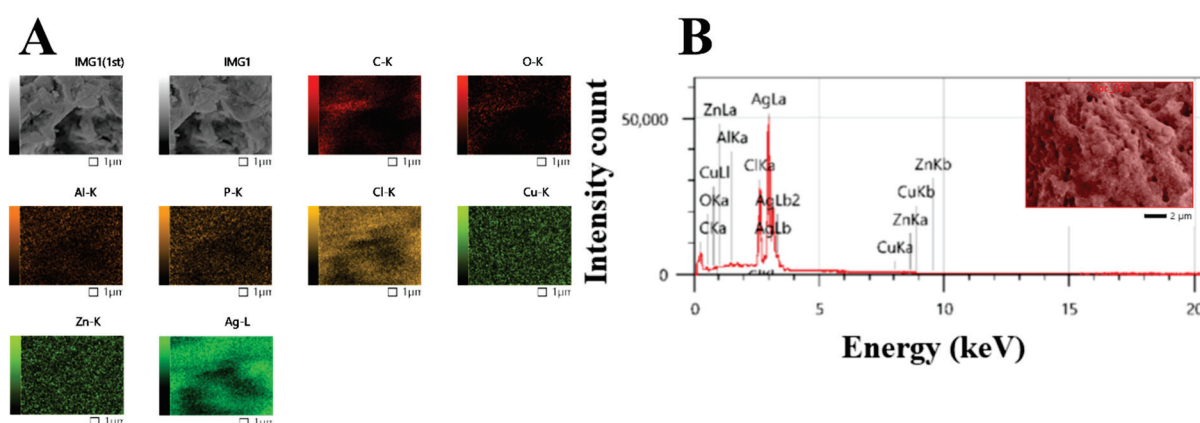 A
IMG1(1st)
IMG1
C-K
O-K
1µm
1µm
1µm
1µm
Al-K
P-K
Cl-K
Cu-K
1µm
1µm
1µm
1µm
Zn-K
Ag-L
1µm
1µm
B
Intensity count
50,000
0
ZnLa
AgLa
AlKa
CuLl
ClKa
ZnKb
OKa
AgLb2
CuKb
CKa
AgLb
ZnKa
CuKa
2 µm
0
5
10
15
20
Energy (keV)